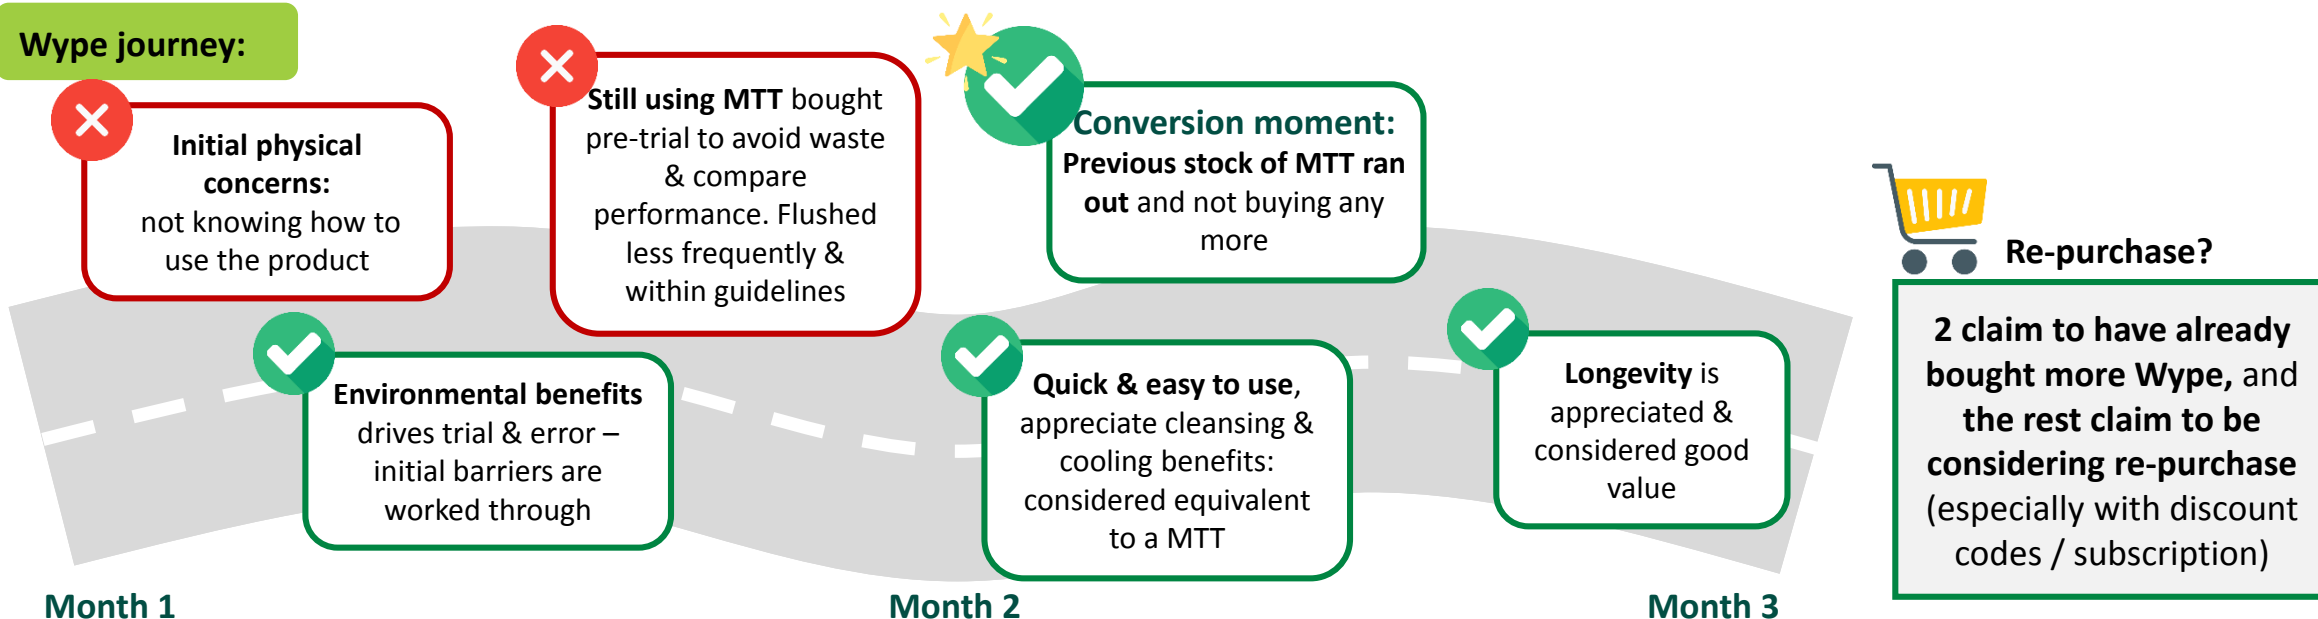 Wype journey:
Initial physical
concerns:
not knowing how to
use the product
Still using MTT bought
pre-trial to avoid waste
& compare
performance. Flushed
less frequently &
within guidelines
Conversion moment:
Previous stock of MTT ran
out and not buying any
more
Environmental benefits
drives trial & error –
initial barriers are
worked through
Quick & easy to use,
appreciate cleansing &
cooling benefits:
considered equivalent
to a MTT
Longevity is
appreciated &
considered good
value
Month 1
Month 2
Month 3
Re-purchase?
2 claim to have already
bought more Wype, and
the rest claim to be
considering re-purchase
(especially with discount
codes / subscription)